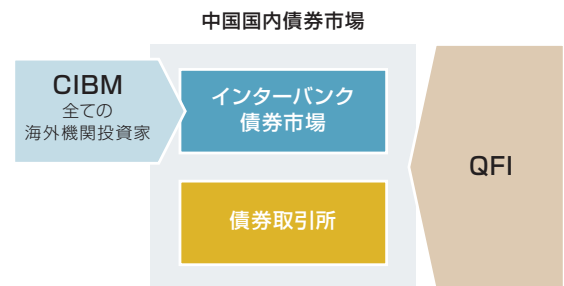 中国国内債券市場
CIBM
全ての
海外機関投資家
インターバンク
債券市場
債券取引所
QFI